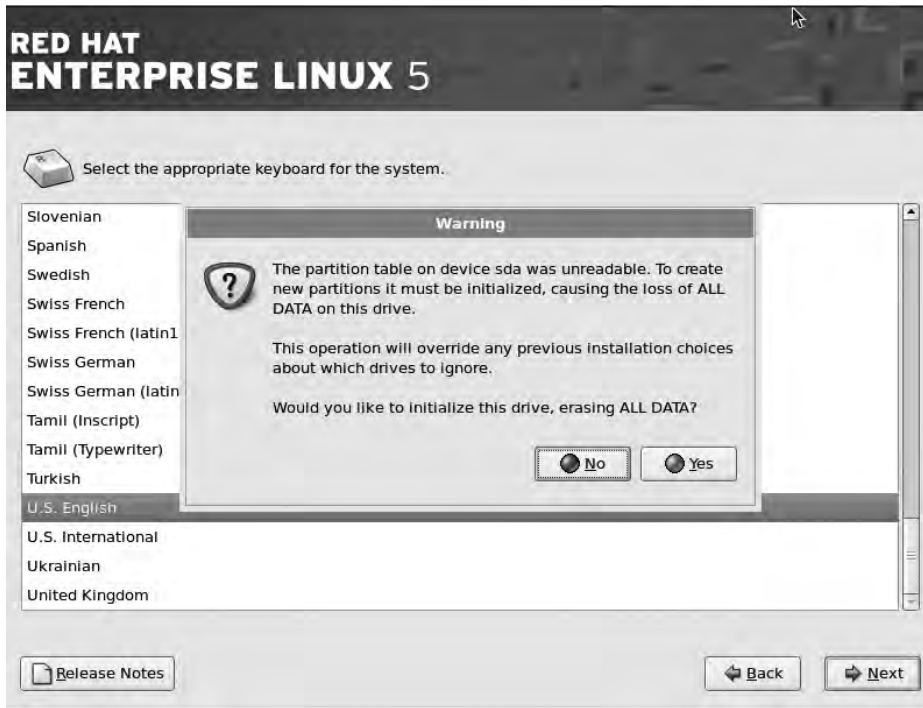 RED HAT
ENTERPRISE LINUX 5
Select the appropriate keyboard for the system.
Slovenian
Spanish
Swedish
Swiss French
Swiss French (latin1
Swiss German
Swiss German (latin
Tamil (Inscript)
Tamil (Typewriter)
Turkish
U.S. English
U.S. International
Ukrainian
United Kingdom
Warning
The partition table on device sda was unreadable. To create
new partitions it must be initialized, causing the loss of ALL
DATA on this drive.
This operation will override any previous installation choices
about which drives to ignore.
Would you like to initialize this drive, erasing ALL DATA?
No
Yes
Release Notes
Back
Next